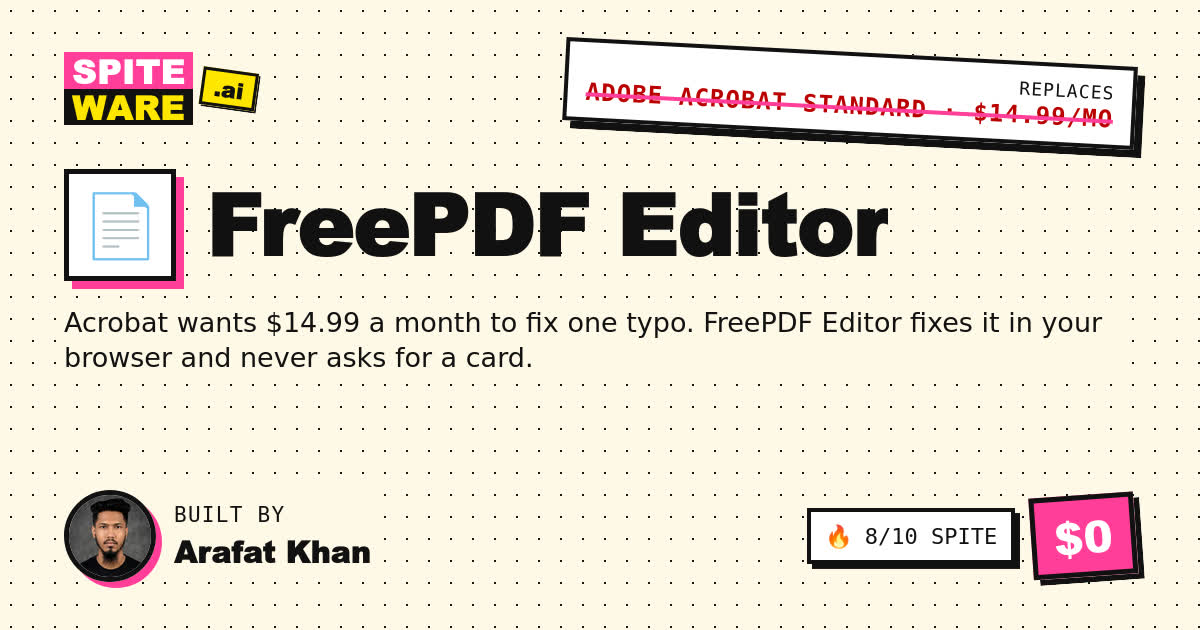 SPITE
WARE
.ai
REPLACES
ADOBE ACROBAT STANDARD · $14.99/MO
FreePDF Editor
Acrobat wants $14.99 a month to fix one typo. FreePDF Editor fixes it in your
browser and never asks for a card.
BUILT BY
Arafat Khan
8/10 SPITE
$0